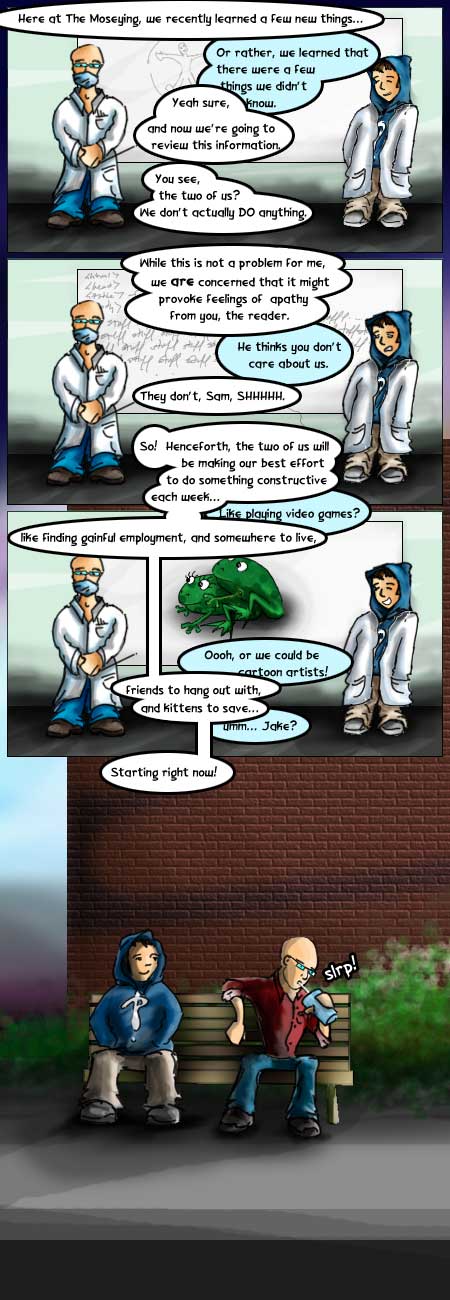 Here at The Moseying, we recently learned a few new things...
Or rather, we learned that
there were a few
things we didn't
know.
Yeah sure,
and now we're going to
review this information.
You see,
the two of us?
We don't actually DO anything.
While this is not a problem for me,
we are concerned that it might
provoke feelings of apathy
from you, the reader.
He thinks you don't
care about us.
They don't, Sam, SHHHHH.
So! Henceforth, the two of us will
be making our best effort
to do something constructive
each week...
Like playing video games?
like finding gainful employment, and somewhere to live,
Oooh, or we could be
cartoon artists!
friends to hang out with,
and kittens to save...
umm... Jake?
Starting right now!
slrp!